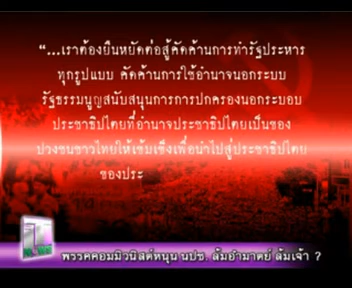 “...เราต้องยืนหยัดต่อสู้คัดค้านการทำรัฐประหาร
ทุกรูปแบบ คัดค้านการใช้อำนาจนอกระบบ
รัฐธรรมนูญสนับสนุนการการปกครองนอกระบอบ
ประชาธิปไตยที่อำนาจประชาธิปไตยเป็นของ
ปวงชนชาวไทยให้เข้มแข็งเพื่อนำไปสู่ประชาธิปไตย
ของประ
พรรคคอมมิวนิสต์หนุน นปช. ล้มอำมาตย์ ล้มเจ้า ?